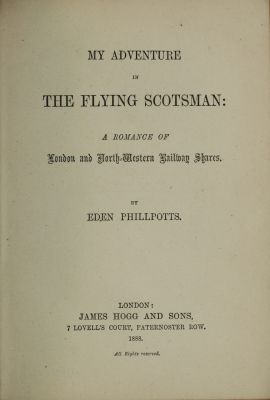 MY ADVENTURE
IN
THE FLYING SCOTSMAN:
A ROMANCE OF
London and North-Western Railway Shares.
BY
EDEN PHILLPOTTS.
LONDON:
JAMES HOGG AND SONS,
7 LOVELL'S COURT, PATERNOSTER ROW.
1888.
All Rights reserved.